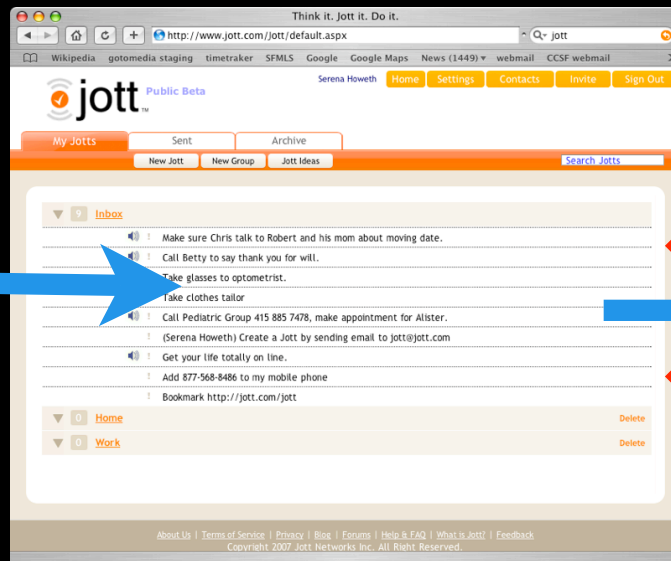 Think it. Jott it. Do it.
http://www.jott.com/Jott/default.aspx
jott
Wikipedia gotomedia staging timetraker SFMLS Google Google Maps News (1449) webmail CCSF webmail
jott™ Public Beta
Serena Howeth Home Settings Contacts Invite Sign Out
My Jotts Sent Archive
New Jott New Group Jott Ideas Search Jotts
9 Inbox
! Make sure Chris talk to Robert and his mom about moving date.
! Call Betty to say thank you for will.
Take glasses to optometrist.
Take clothes tailor
! Call Pediatric Group 415 885 7478, make appointment for Alister.
! (Serena Howeth) Create a Jott by sending email to jott@jott.com
! Get your life totally on line.
! Add 877-568-8486 to my mobile phone
! Bookmark http://jott.com/jott
0 Home Delete
0 Work Delete
About Us | Terms of Service | Privacy | Blog | Forums | Help & FAQ | What is Jott? | Feedback
Copyright 2007 Jott Networks Inc. All Right Reserved.